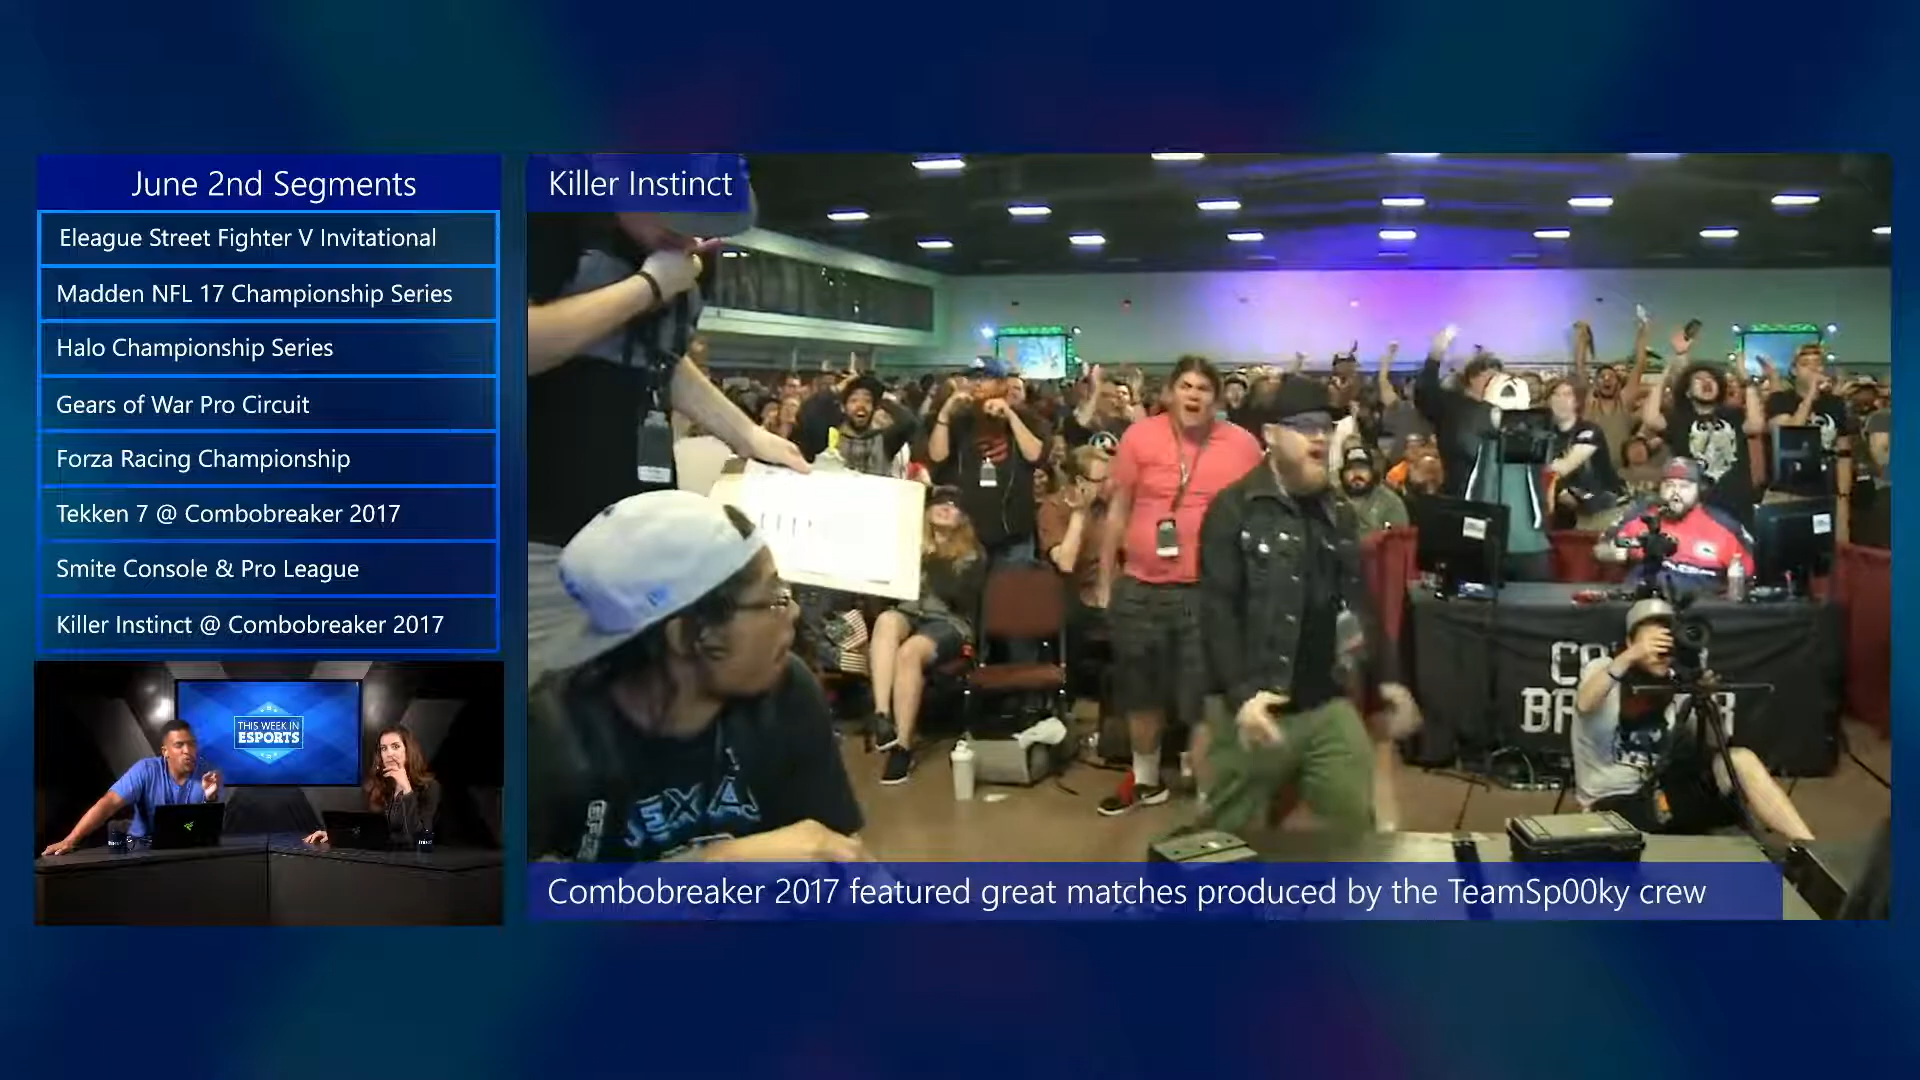 June 2nd Segments
Eleague Street Fighter V Invitational
Madden NFL 17 Championship Series
Halo Championship Series
Gears of War Pro Circuit
Forza Racing Championship
Tekken 7 @ Combobreaker 2017
Smite Console & Pro League
Killer Instinct @ Combobreaker 2017
THIS WEEK IN
ESPORTS
Killer Instinct
Combobreaker 2017 featured great matches produced by the TeamSp00ky crew